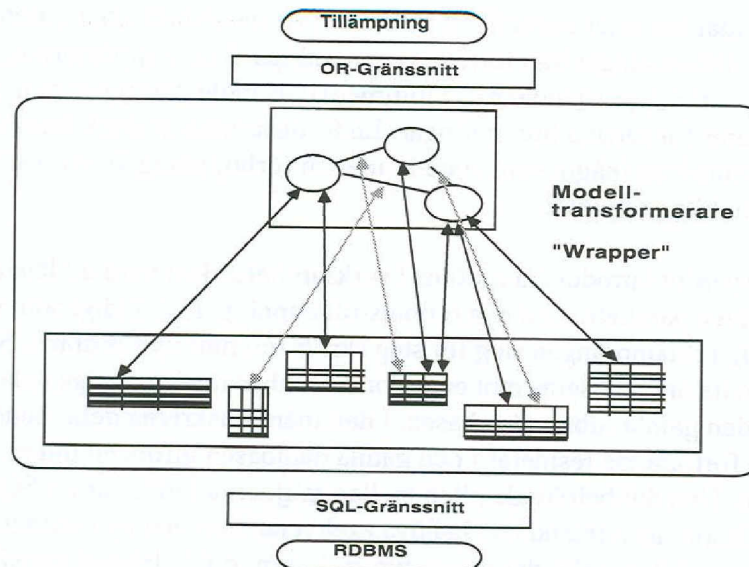 Tillämpning
OR-Gränssnitt
Modell-
transformerare
"Wrapper"
SQL-Gränssnitt
RDBMS